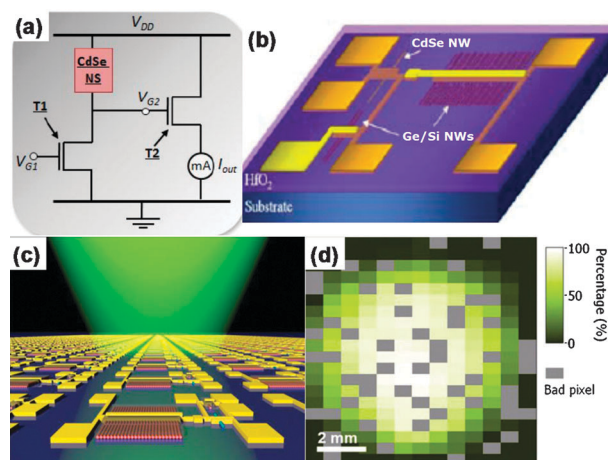 (a)
V_DD
CdSe
NS
T1
V_G2
V_G1
T2
mA
I_out
(b)
CdSe NW
Ge/Si NWs
HfO₂
Substrate
(c)
(d)
2 mm
100
50
0
Percentage (%)
Bad pixel